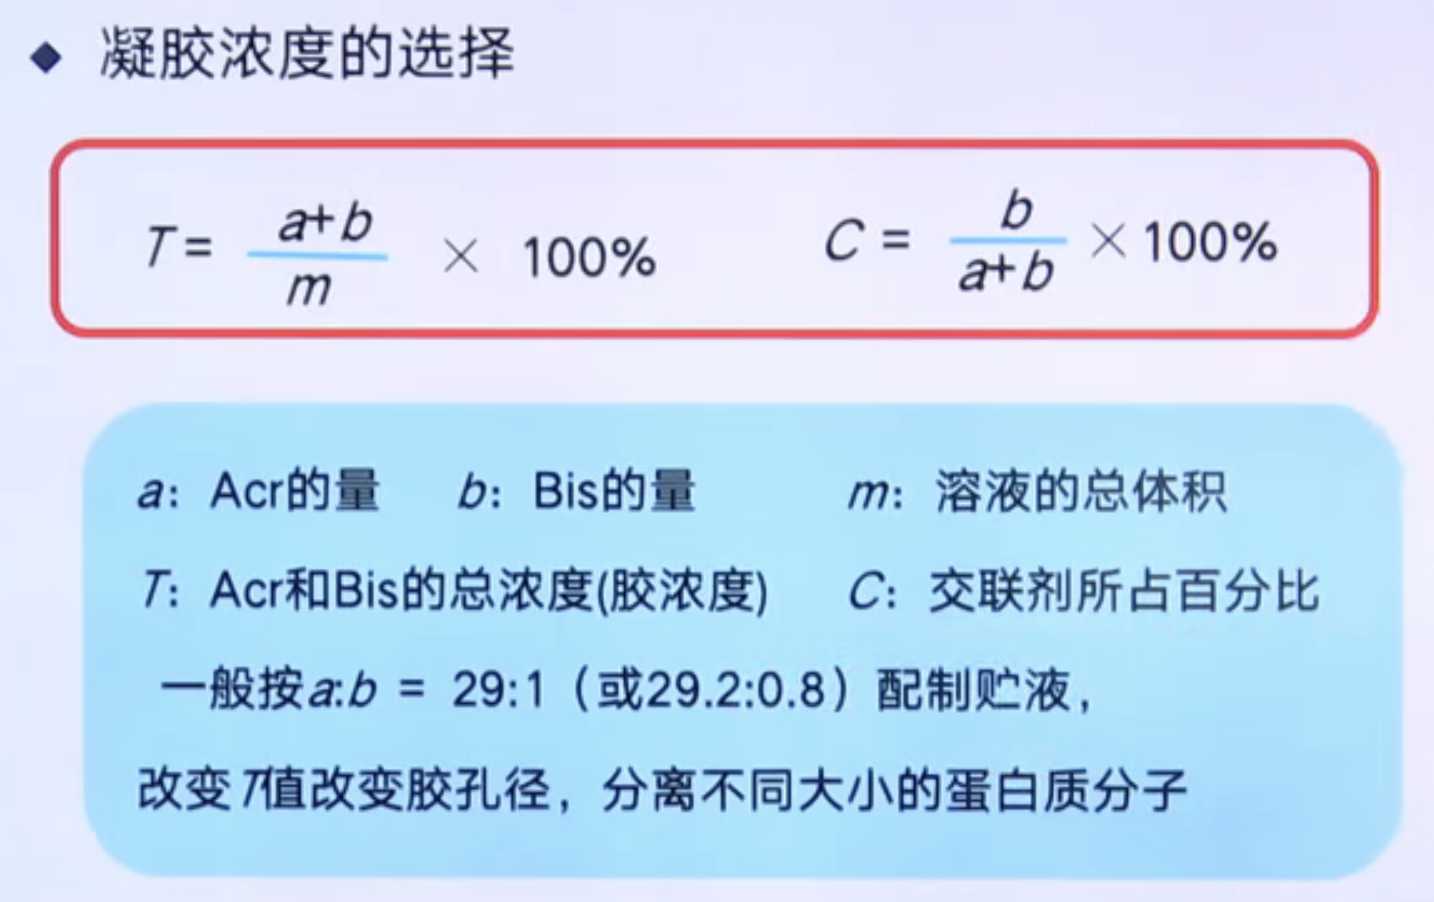 ◆ 凝胶浓度的选择
T = a+b/m × 100% C = b/a+b × 100%
a：Acr的量 b：Bis的量 m：溶液的总体积
T：Acr和Bis的总浓度(胶浓度) C：交联剂所占百分比
一般按a:b = 29:1（或29.2:0.8）配制贮液，
改变T值改变胶孔径，分离不同大小的蛋白质分子